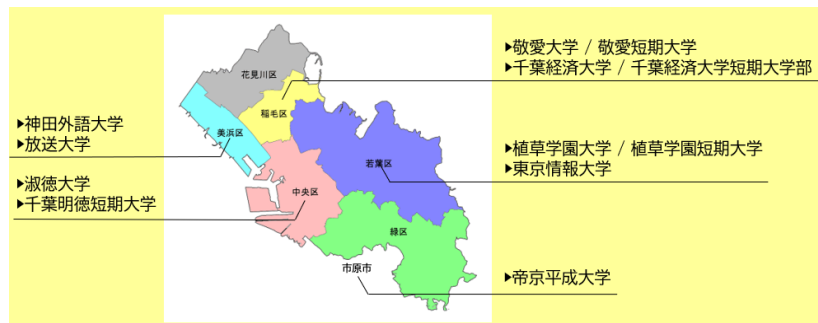 ▶敬愛大学 / 敬愛短期大学
▶千葉経済大学 / 千葉経済大学短期大学部
花見川区
稲毛区
▶神田外語大学
▶放送大学
美浜区
▶植草学園大学 / 植草学園短期大学
▶東京情報大学
若葉区
▶淑徳大学
▶千葉明徳短期大学
中央区
緑区
市原市
▶帝京平成大学